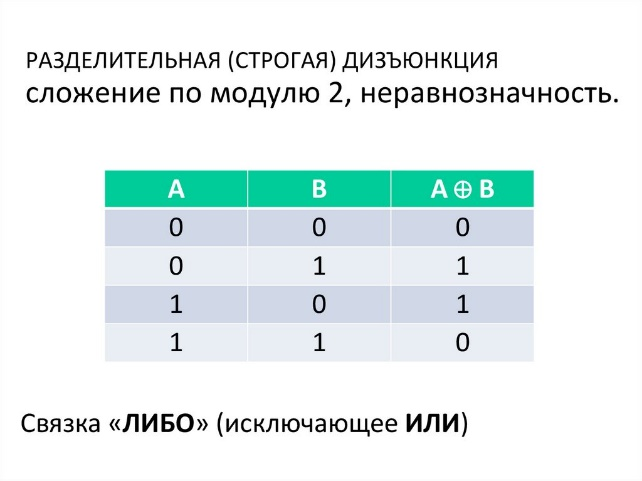 РАЗДЕЛИТЕЛЬНАЯ (СТРОГАЯ) ДИЗЪЮНКЦИЯ
сложение по модулю 2, неравнозначность.
A B A ⊕ B
0 0 0
0 1 1
1 0 1
1 1 0
Связка «ЛИБО» (исключающее ИЛИ)